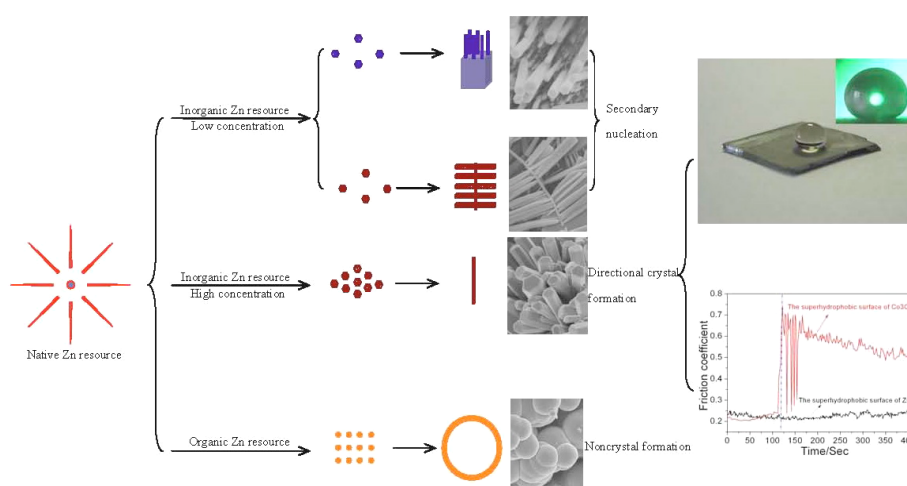 Inorganic Zn resource
Low concentration
Secondary
nucleation
Inorganic Zn resource
High concentration
Directional crystal
formation
Native Zn resource
Organic Zn resource
Noncrystal formation
The superhydrophobic surface of Co3O
The superhydrophobic surface of Z
Friction coefficient
0.8
0.7
0.6
0.5
0.4
0.3
0.2
0 50 100 150 200 250 300 350 40
Time/Sec